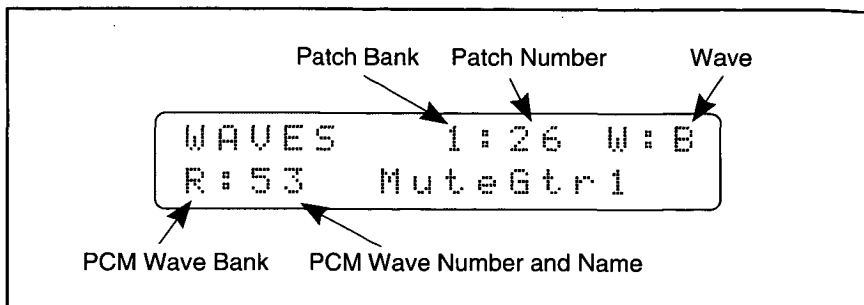 Patch Bank Patch Number Wave
WAVES 1:26 W:B
R:53 MuteGtr1
PCM Wave Bank PCM Wave Number and Name